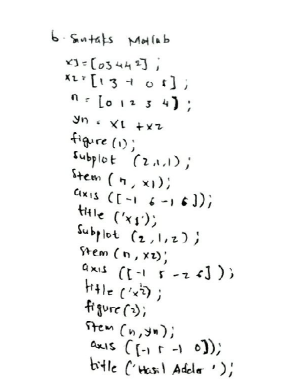 6. Sintaks Matlab
x1 = [0 3 4 4 2] ;
x2 = [1 3 -1 0 5] ;
n = [0 1 2 3 4] ;
yn = x1 + x2
figure (1) ;
subplot (2,1,1) ;
stem (n, x1) ;
axis ([-1 6 -1 6]) ;
title ('x1') ;
Subplot (2,1,2) ;
stem (n, x2) ;
axis ([-1 5 -2 6]) ;
title ('x2') ;
figure (2) ;
stem (n, yn) ;
axis ([-1 5 -1 0]) ;
title ('Hasil Adder ') ;